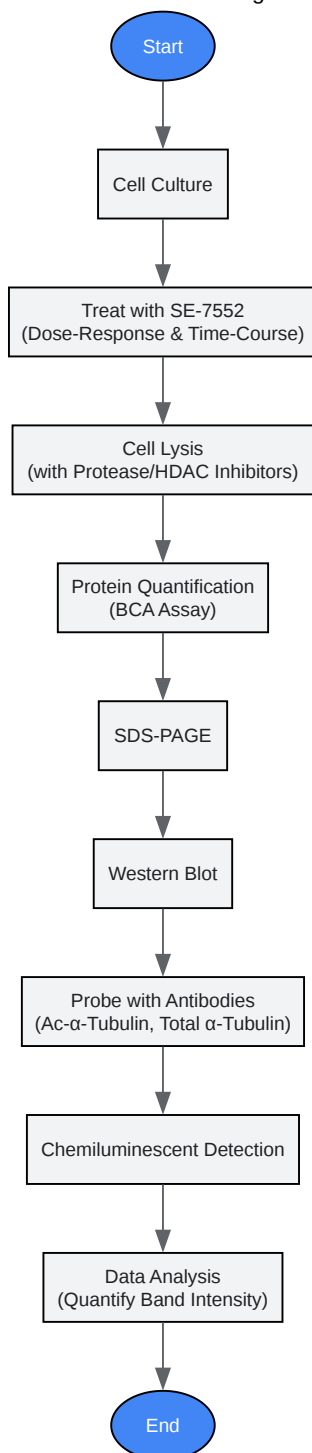 Start
Cell Culture
Treat with SE-7552
(Dose-Response & Time-Course)
Cell Lysis
(with Protease/HDAC Inhibitors)
Protein Quantification
(BCA Assay)
SDS-PAGE
Western Blot
Probe with Antibodies
(Ac-α-Tubulin, Total α-Tubulin)
Chemiluminescent Detection
Data Analysis
(Quantify Band Intensity)
End